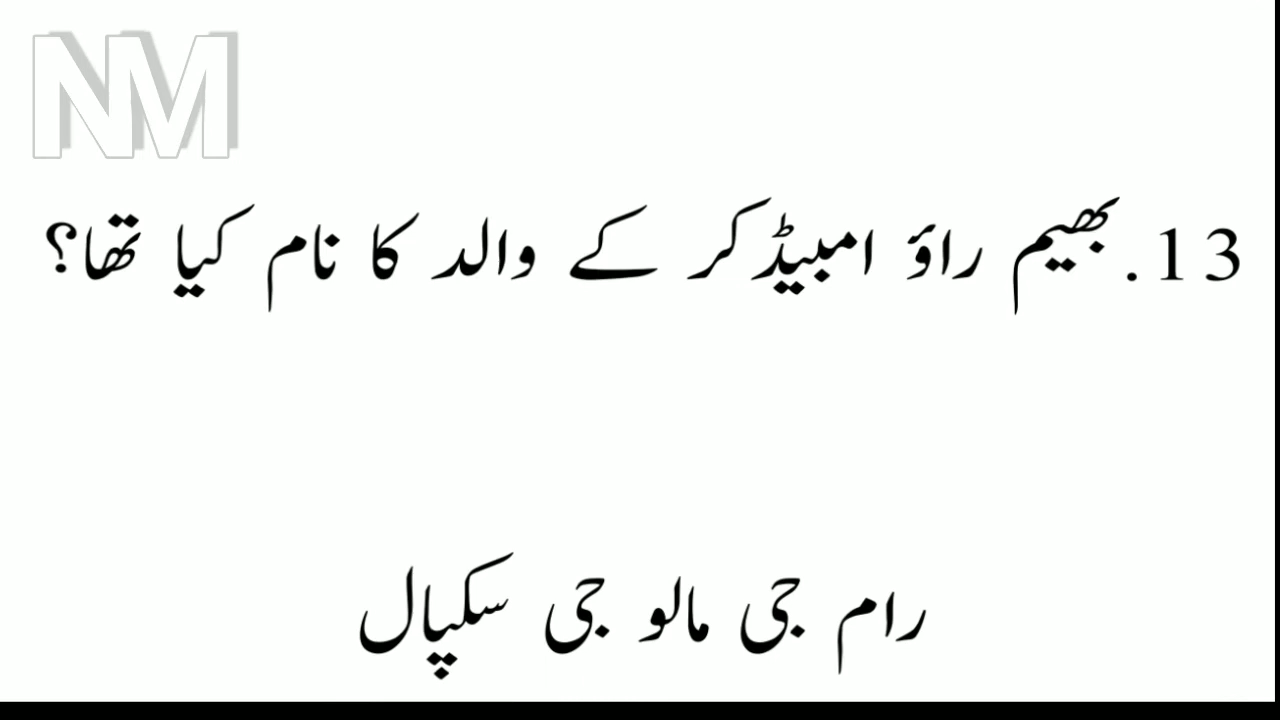 NM
13.بھیم راؤ امبیڈکر کے والد کا نام کیا تھا؟
رام جی مالو جی سکپال